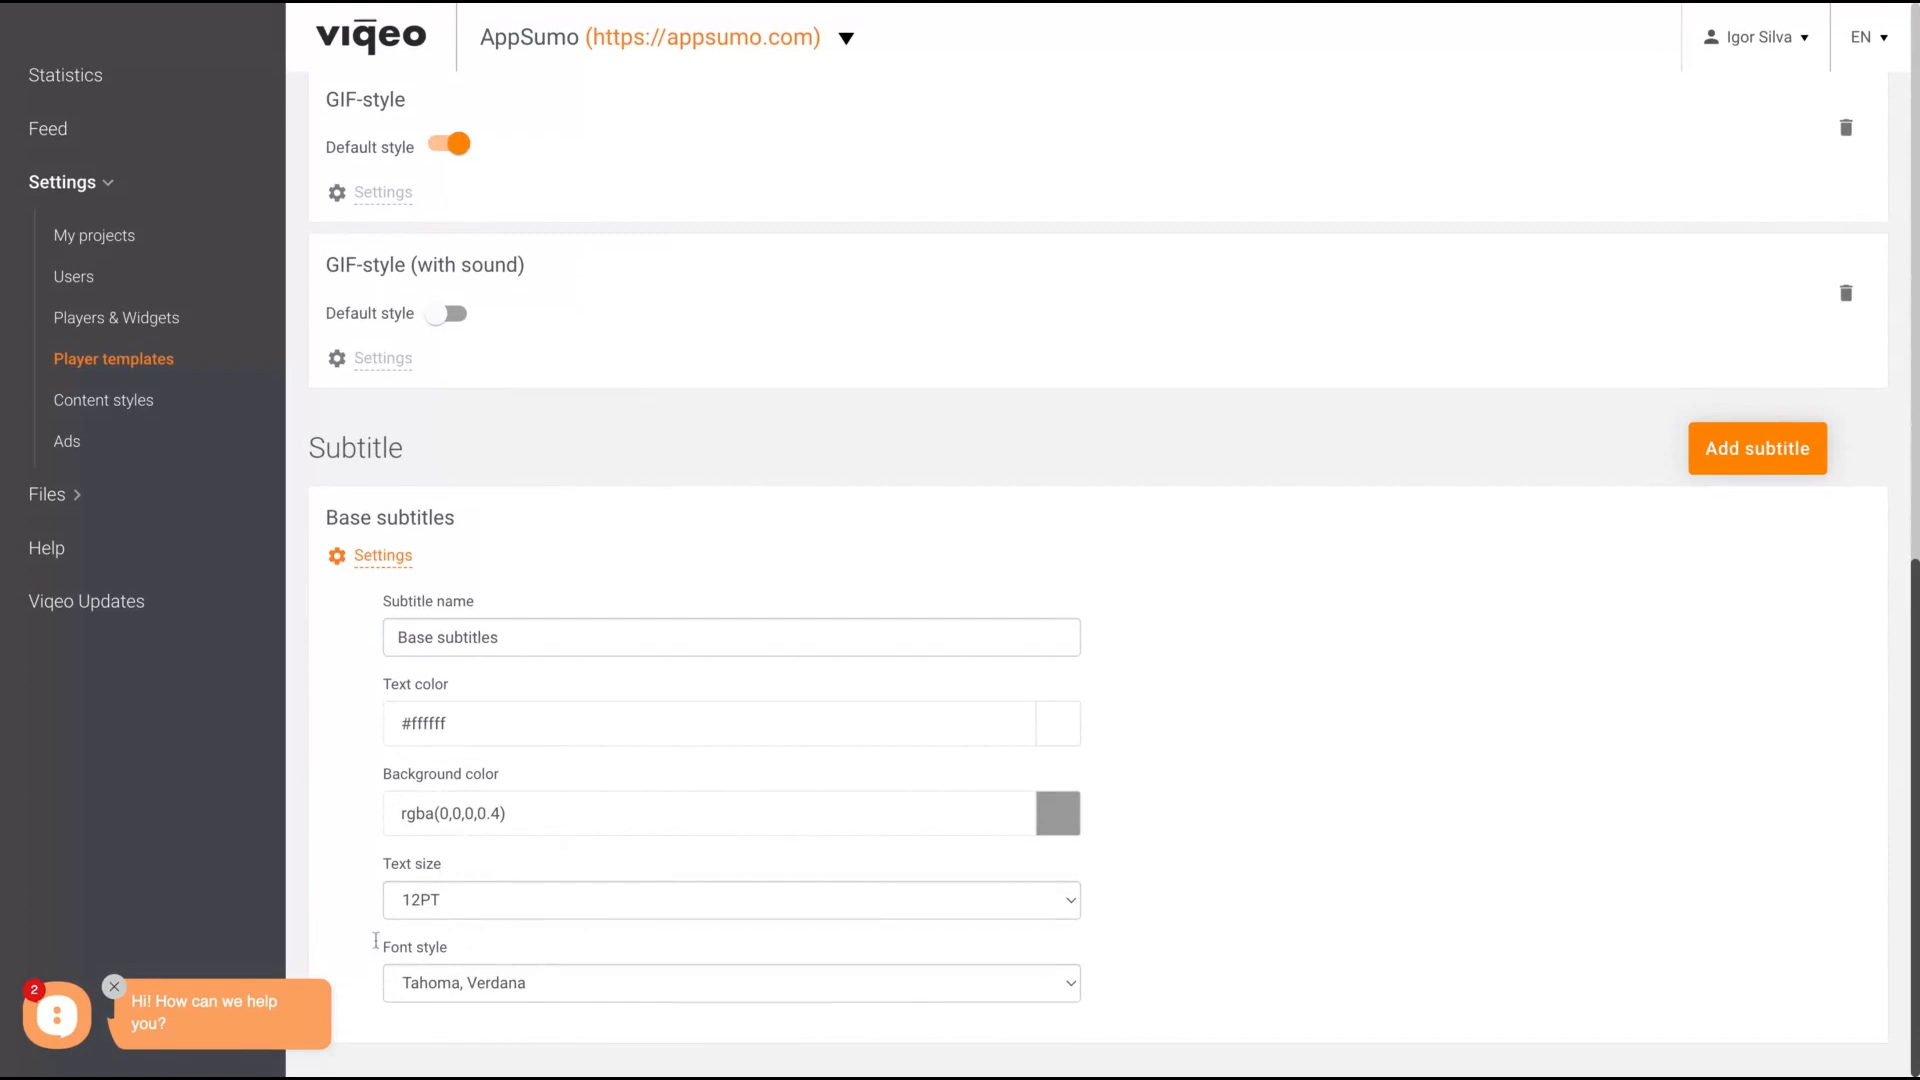 viqeo
AppSumo (https://appsumo.com)
Igor Silva
EN
Statistics
Feed
Settings
My projects
Users
Players & Widgets
Player templates
Content styles
Ads
Files
Help
Viqeo Updates
GIF-style
Default style
Settings
GIF-style (with sound)
Default style
Settings
Subtitle
Add subtitle
Base subtitles
Settings
Subtitle name
Base subtitles
Text color
#ffffff
Background color
rgba(0,0,0,0.4)
Text size
12PT
Font style
Tahoma, Verdana
2
Hi! How can we help
you?